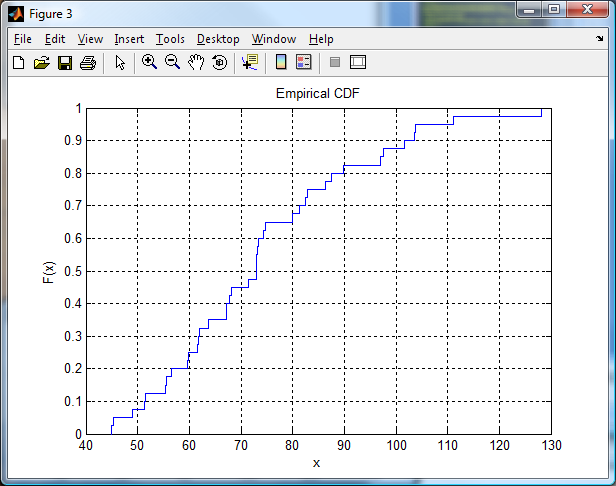 Figure 3
File Edit View Insert Tools Desktop Window Help
Empirical CDF
1
0.9
0.8
0.7
0.6
0.5
0.4
0.3
0.2
0.1
0
F(x)
40 50 60 70 80 90 100 110 120 130
x